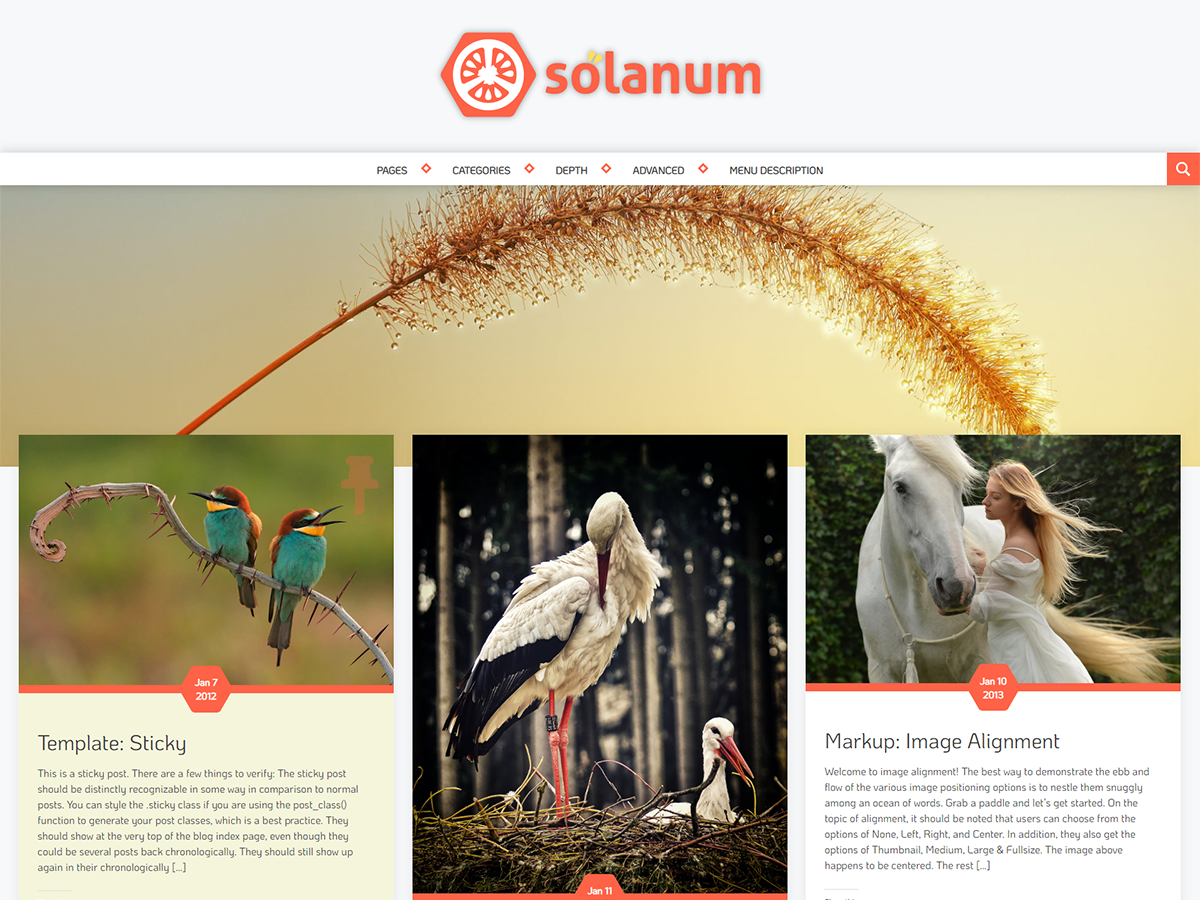 solanum
PAGES
CATEGORIES
DEPTH
ADVANCED
MENU DESCRIPTION
Jan 7
2012
Template: Sticky
This is a sticky post. There are a few things to verify: The sticky post
should be distinctly recognizable in some way in comparison to normal
posts. You can style the .sticky class if you are using the post_class()
function to generate your post classes, which is a best practice. They
should show at the very top of the blog index page, even though they
could be several posts back chronologically. They should still show up
again in their chronologically [...]
Jan 11
Jan 10
2013
Markup: Image Alignment
Welcome to image alignment! The best way to demonstrate the ebb and
flow of the various image positioning options is to nestle them snuggly
among an ocean of words. Grab a paddle and let's get started. On the
topic of alignment, it should be noted that users can choose from the
options of None, Left, Right, and Center. In addition, they also get the
options of Thumbnail, Medium, Large & Fullsize. The image above
happens to be centered. The rest [...]